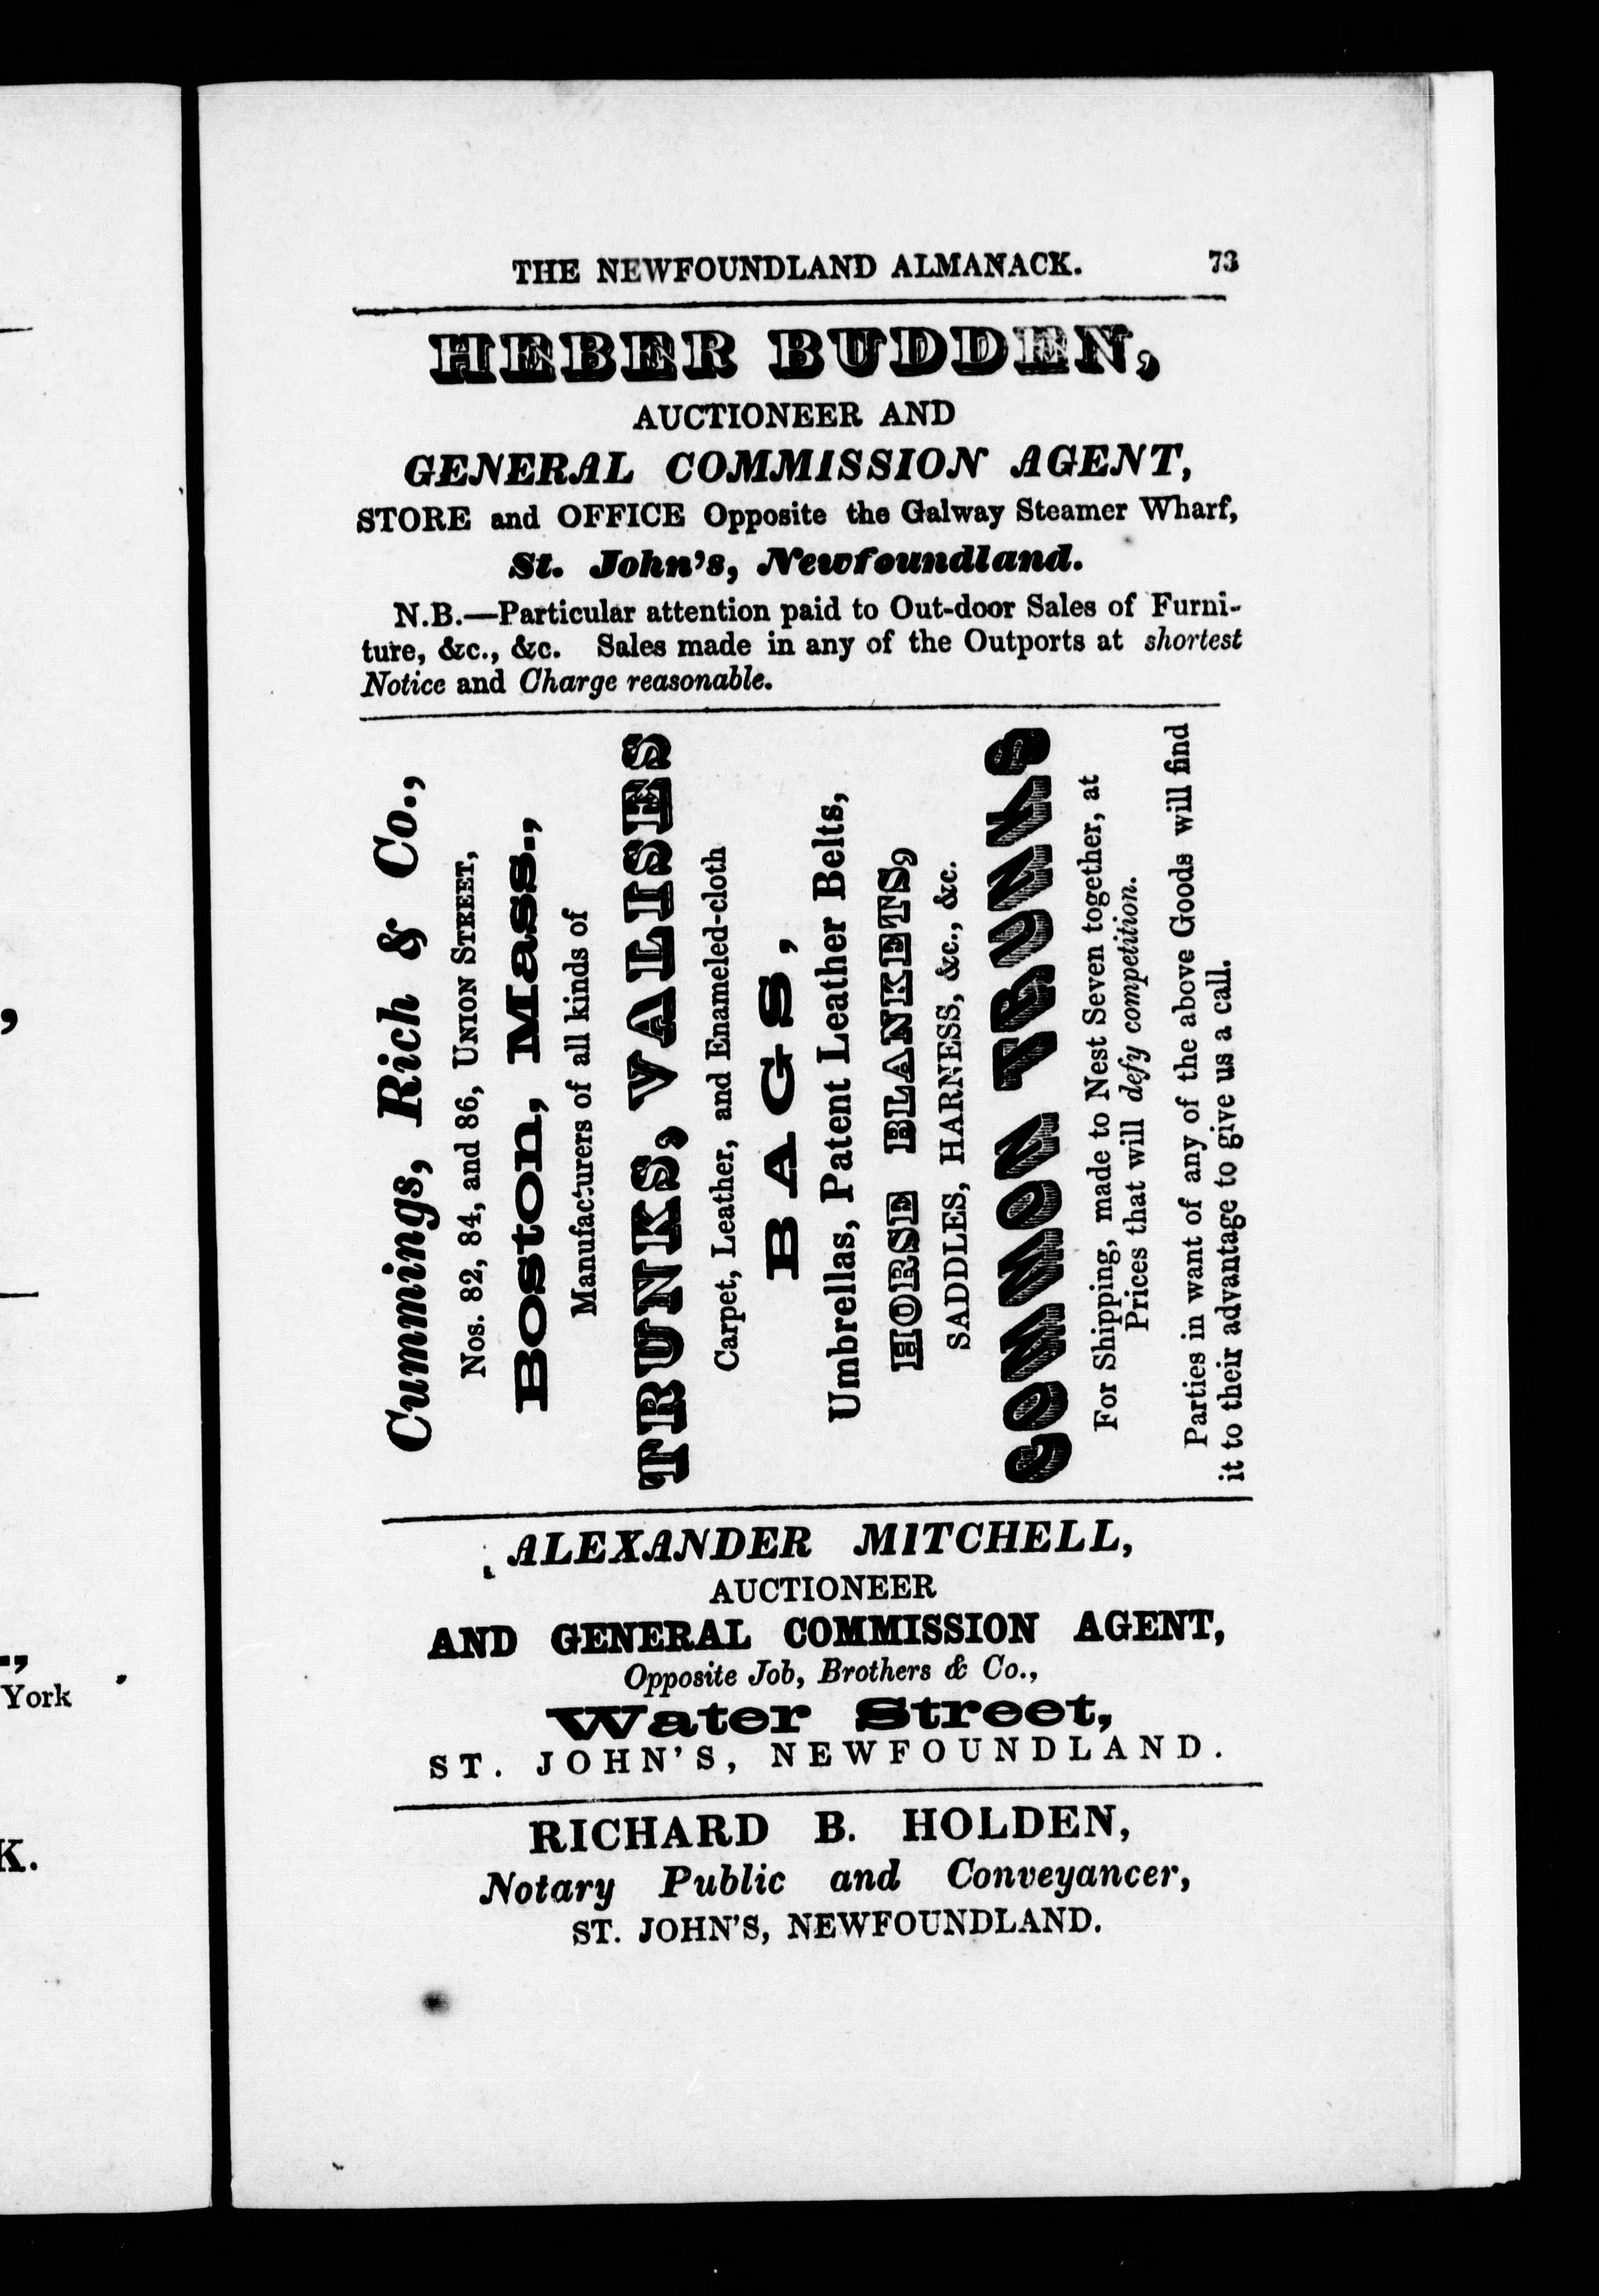 THE NEWFOUNDLAND ALMANACK. 73
HEBER BUDDEN,
AUCTIONEER AND
GENERAL COMMISSION AGENT,
STORE and OFFICE Opposite the Galway Steamer Wharf,
St. John's, Newfoundland.
N.B.—Particular attention paid to Out-door Sales of Furni-
ture, &c., &c. Sales made in any of the Outports at shortest
Notice and Charge reasonable.
Cummings, Rich & Co.,
Nos. 82, 84, and 86, UNION STREET,
Boston, Mass.,
Manufacturers of all kinds of
TRUNKS, VALISES
Carpet, Leather, and Enameled-cloth
BAGS,
Umbrellas, Patent Leather Belts,
HORSE BLANKETS,
SADDLES, HARNESS, &c., &c.
COMMON TRUNKS
For Shipping, made to Nest Seven together, at
Prices that will defy competition.
Parties in want of any of the above Goods will find
it to their advantage to give us a call.
ALEXANDER MITCHELL,
AUCTIONEER
AND GENERAL COMMISSION AGENT,
Opposite Job, Brothers & Co.,
Water Street,
ST. JOHN'S, NEWFOUNDLAND.
RICHARD B. HOLDEN,
Notary Public and Conveyancer,
ST. JOHN'S, NEWFOUNDLAND.
York
K.